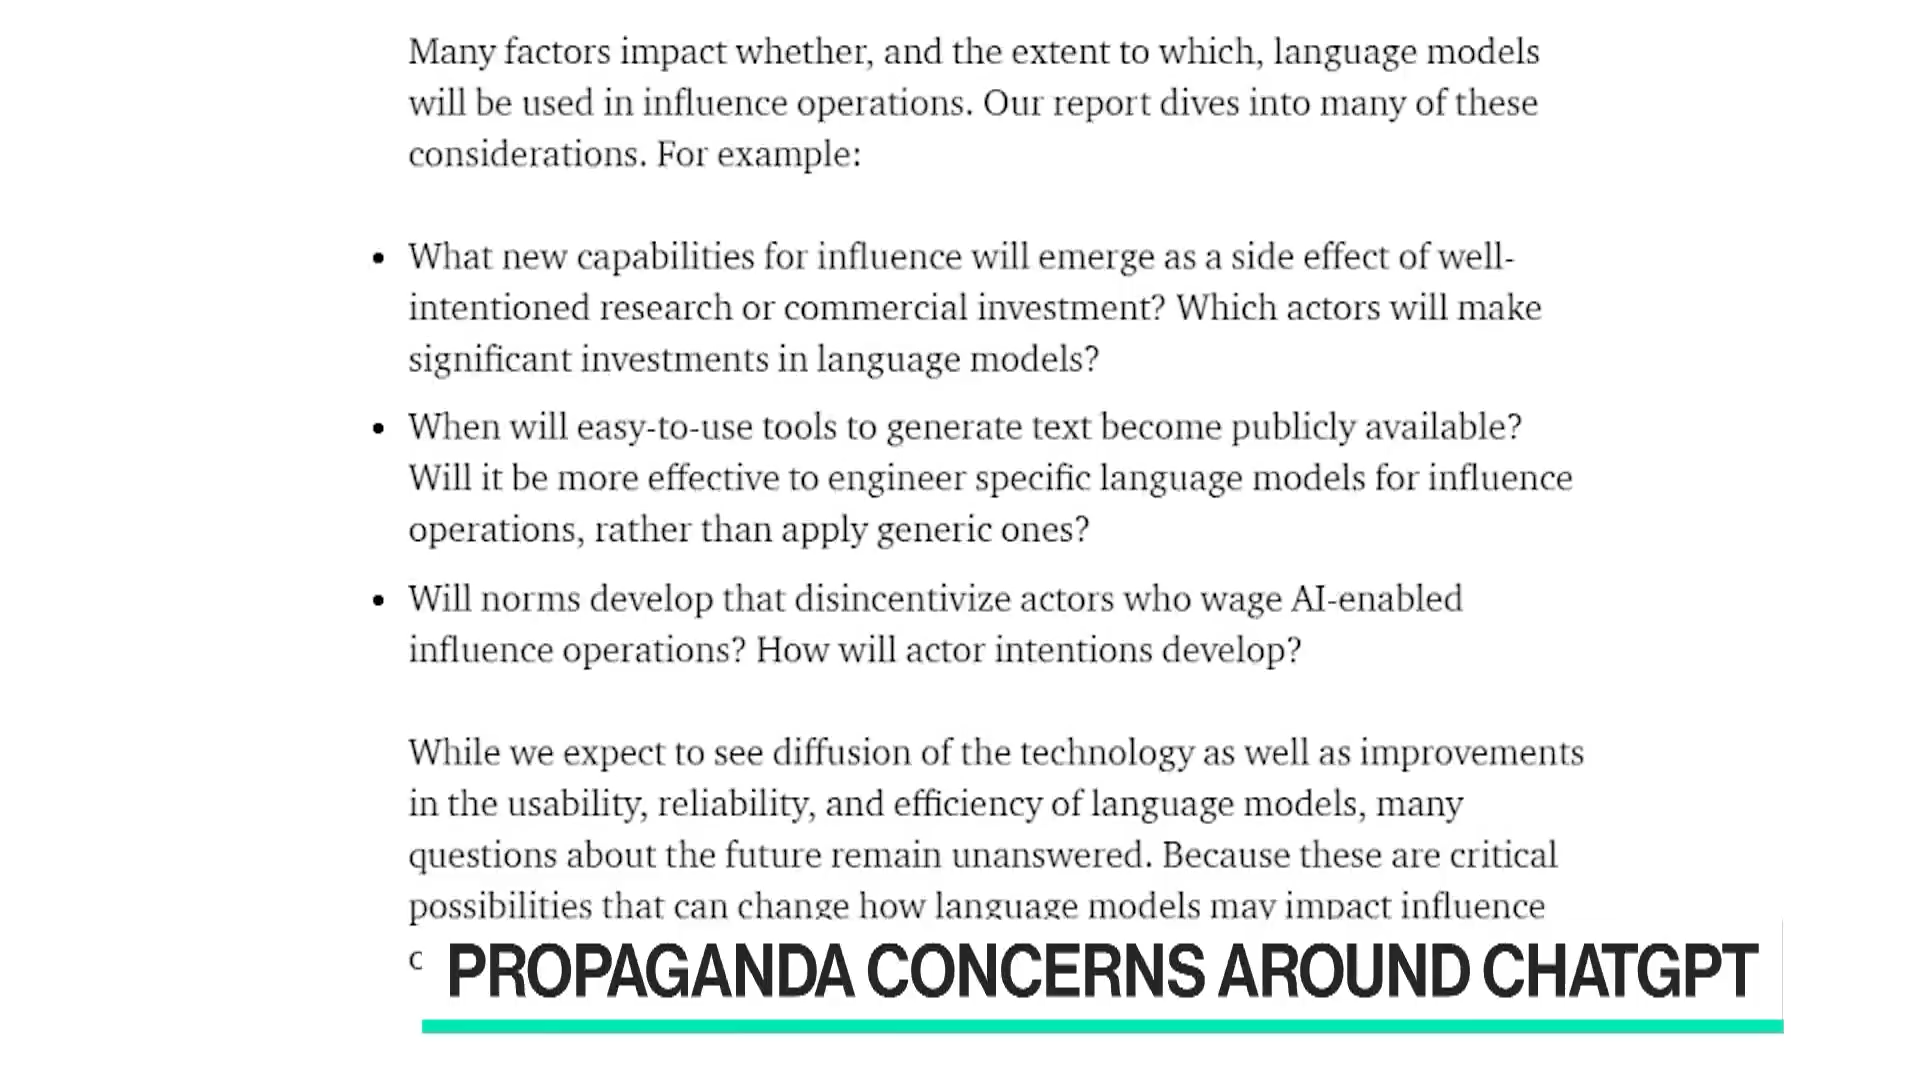 Many factors impact whether, and the extent to which, language models
will be used in influence operations. Our report dives into many of these
considerations. For example:
• What new capabilities for influence will emerge as a side effect of well-
intentioned research or commercial investment? Which actors will make
significant investments in language models?
• When will easy-to-use tools to generate text become publicly available?
Will it be more effective to engineer specific language models for influence
operations, rather than apply generic ones?
• Will norms develop that disincentivize actors who wage AI-enabled
influence operations? How will actor intentions develop?
While we expect to see diffusion of the technology as well as improvements
in the usability, reliability, and efficiency of language models, many
questions about the future remain unanswered. Because these are critical
possibilities that can change how language models may impact influence
PROPAGANDA CONCERNS AROUND CHATGPT